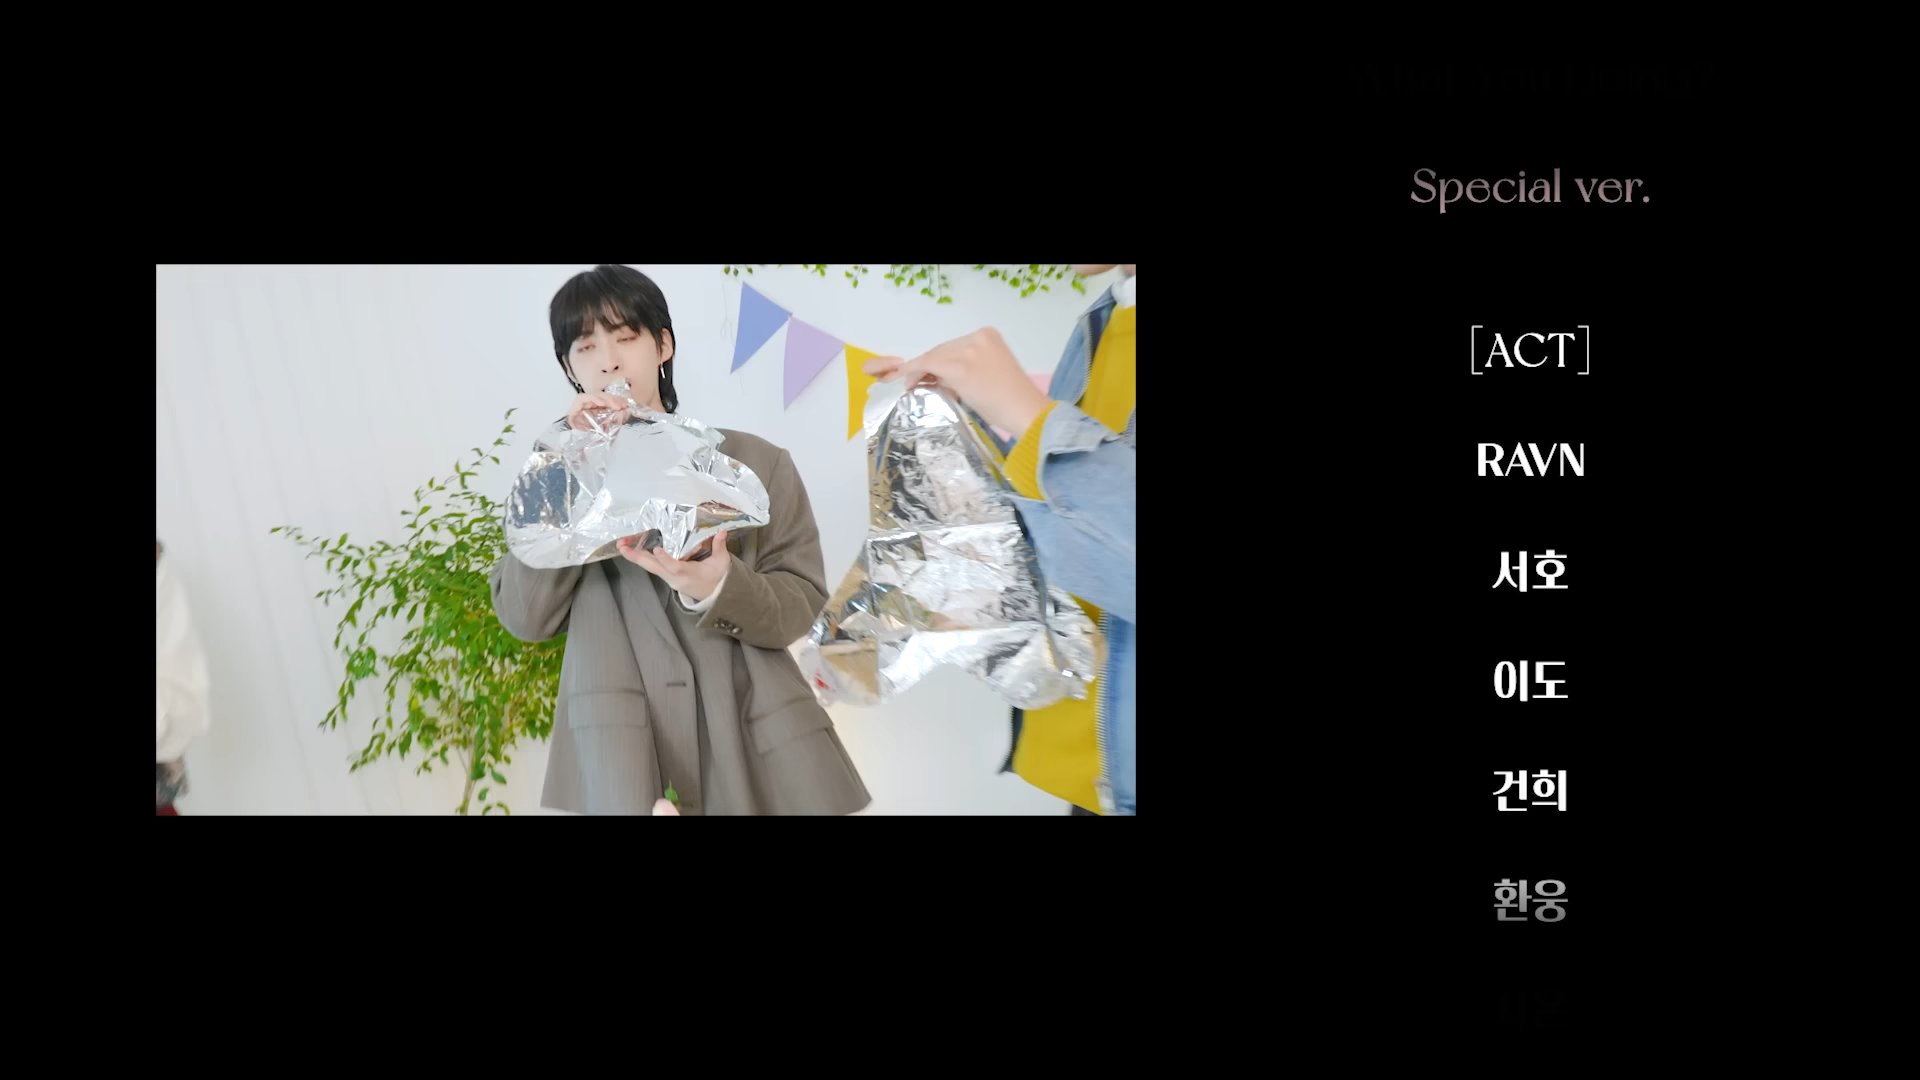 Special ver.
[ACT]
RAVN
서호
이도
건희
환웅